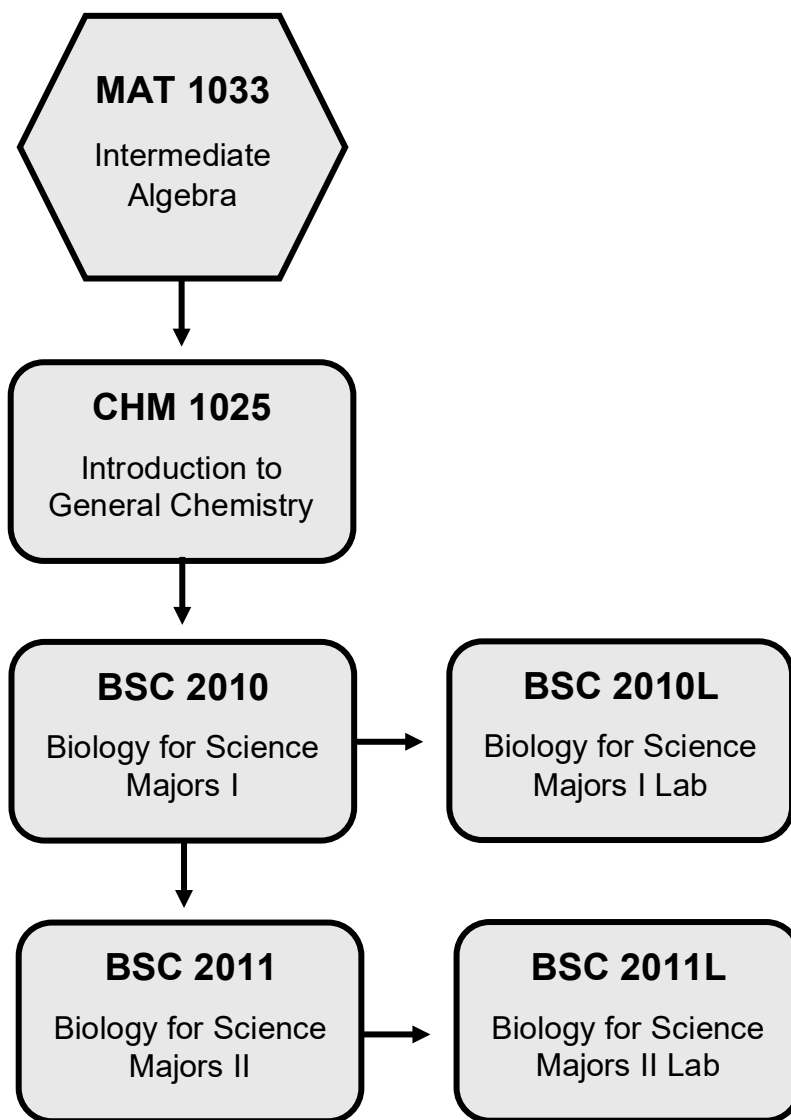 MAT 1033
Intermediate
Algebra
CHM 1025
Introduction to
General Chemistry
BSC 2010
Biology for Science
Majors I
BSC 2010L
Biology for Science
Majors I Lab
BSC 2011
Biology for Science
Majors II
BSC 2011L
Biology for Science
Majors II Lab